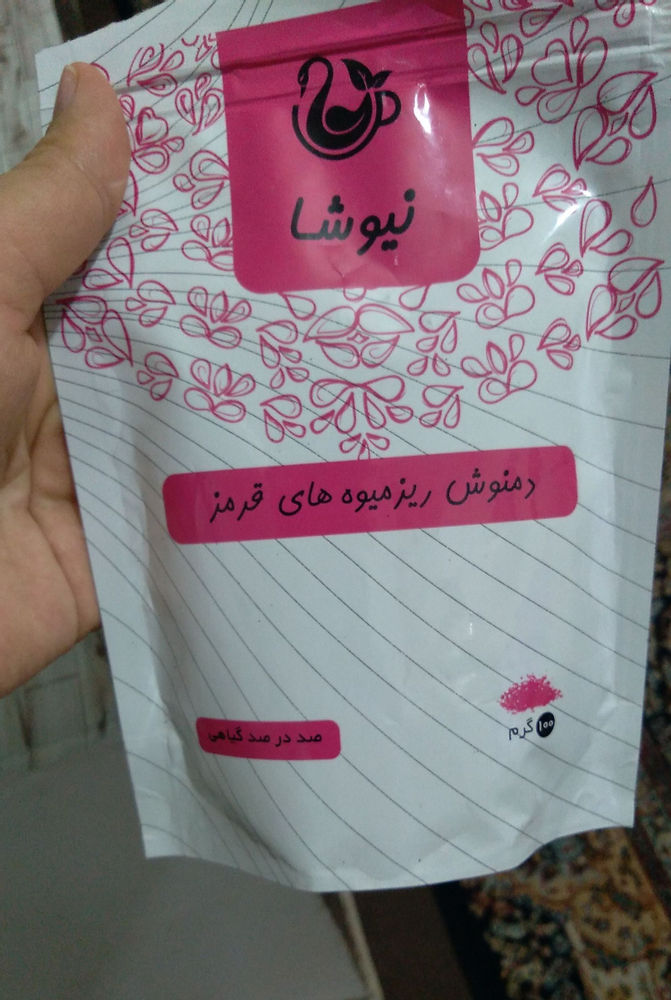 نیوشا
دمنوش ریزمیوه های قرمز
صد در صد گیاهی
۱۰۰ گرم